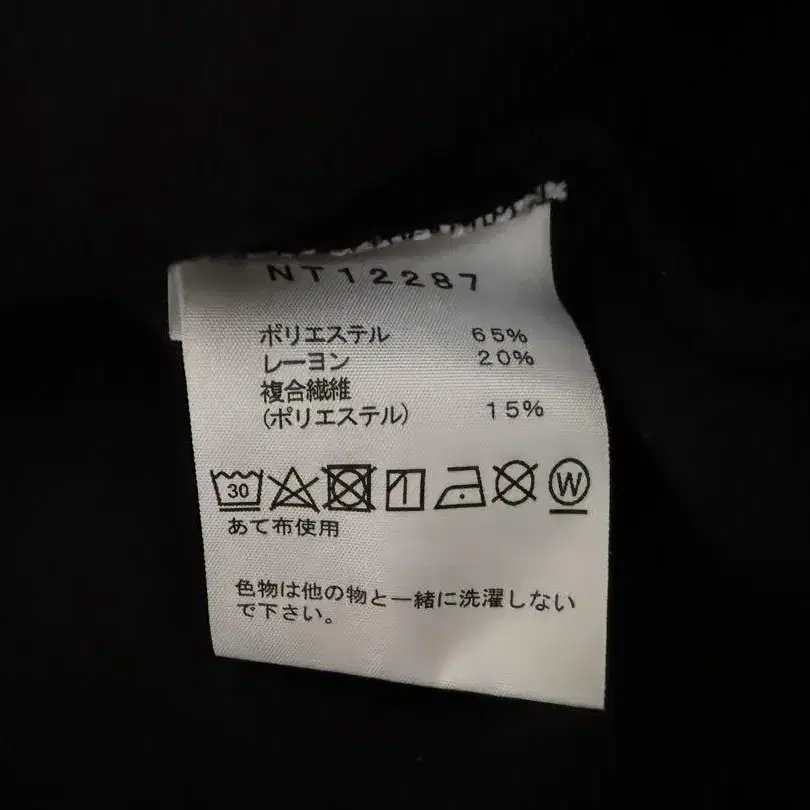 NT12287
ポリエステル 65%
レーヨン 20%
複合繊維
(ポリエステル) 15%
30 W
あて布使用
色物は他の物と一緒に洗濯しない
で下さい。